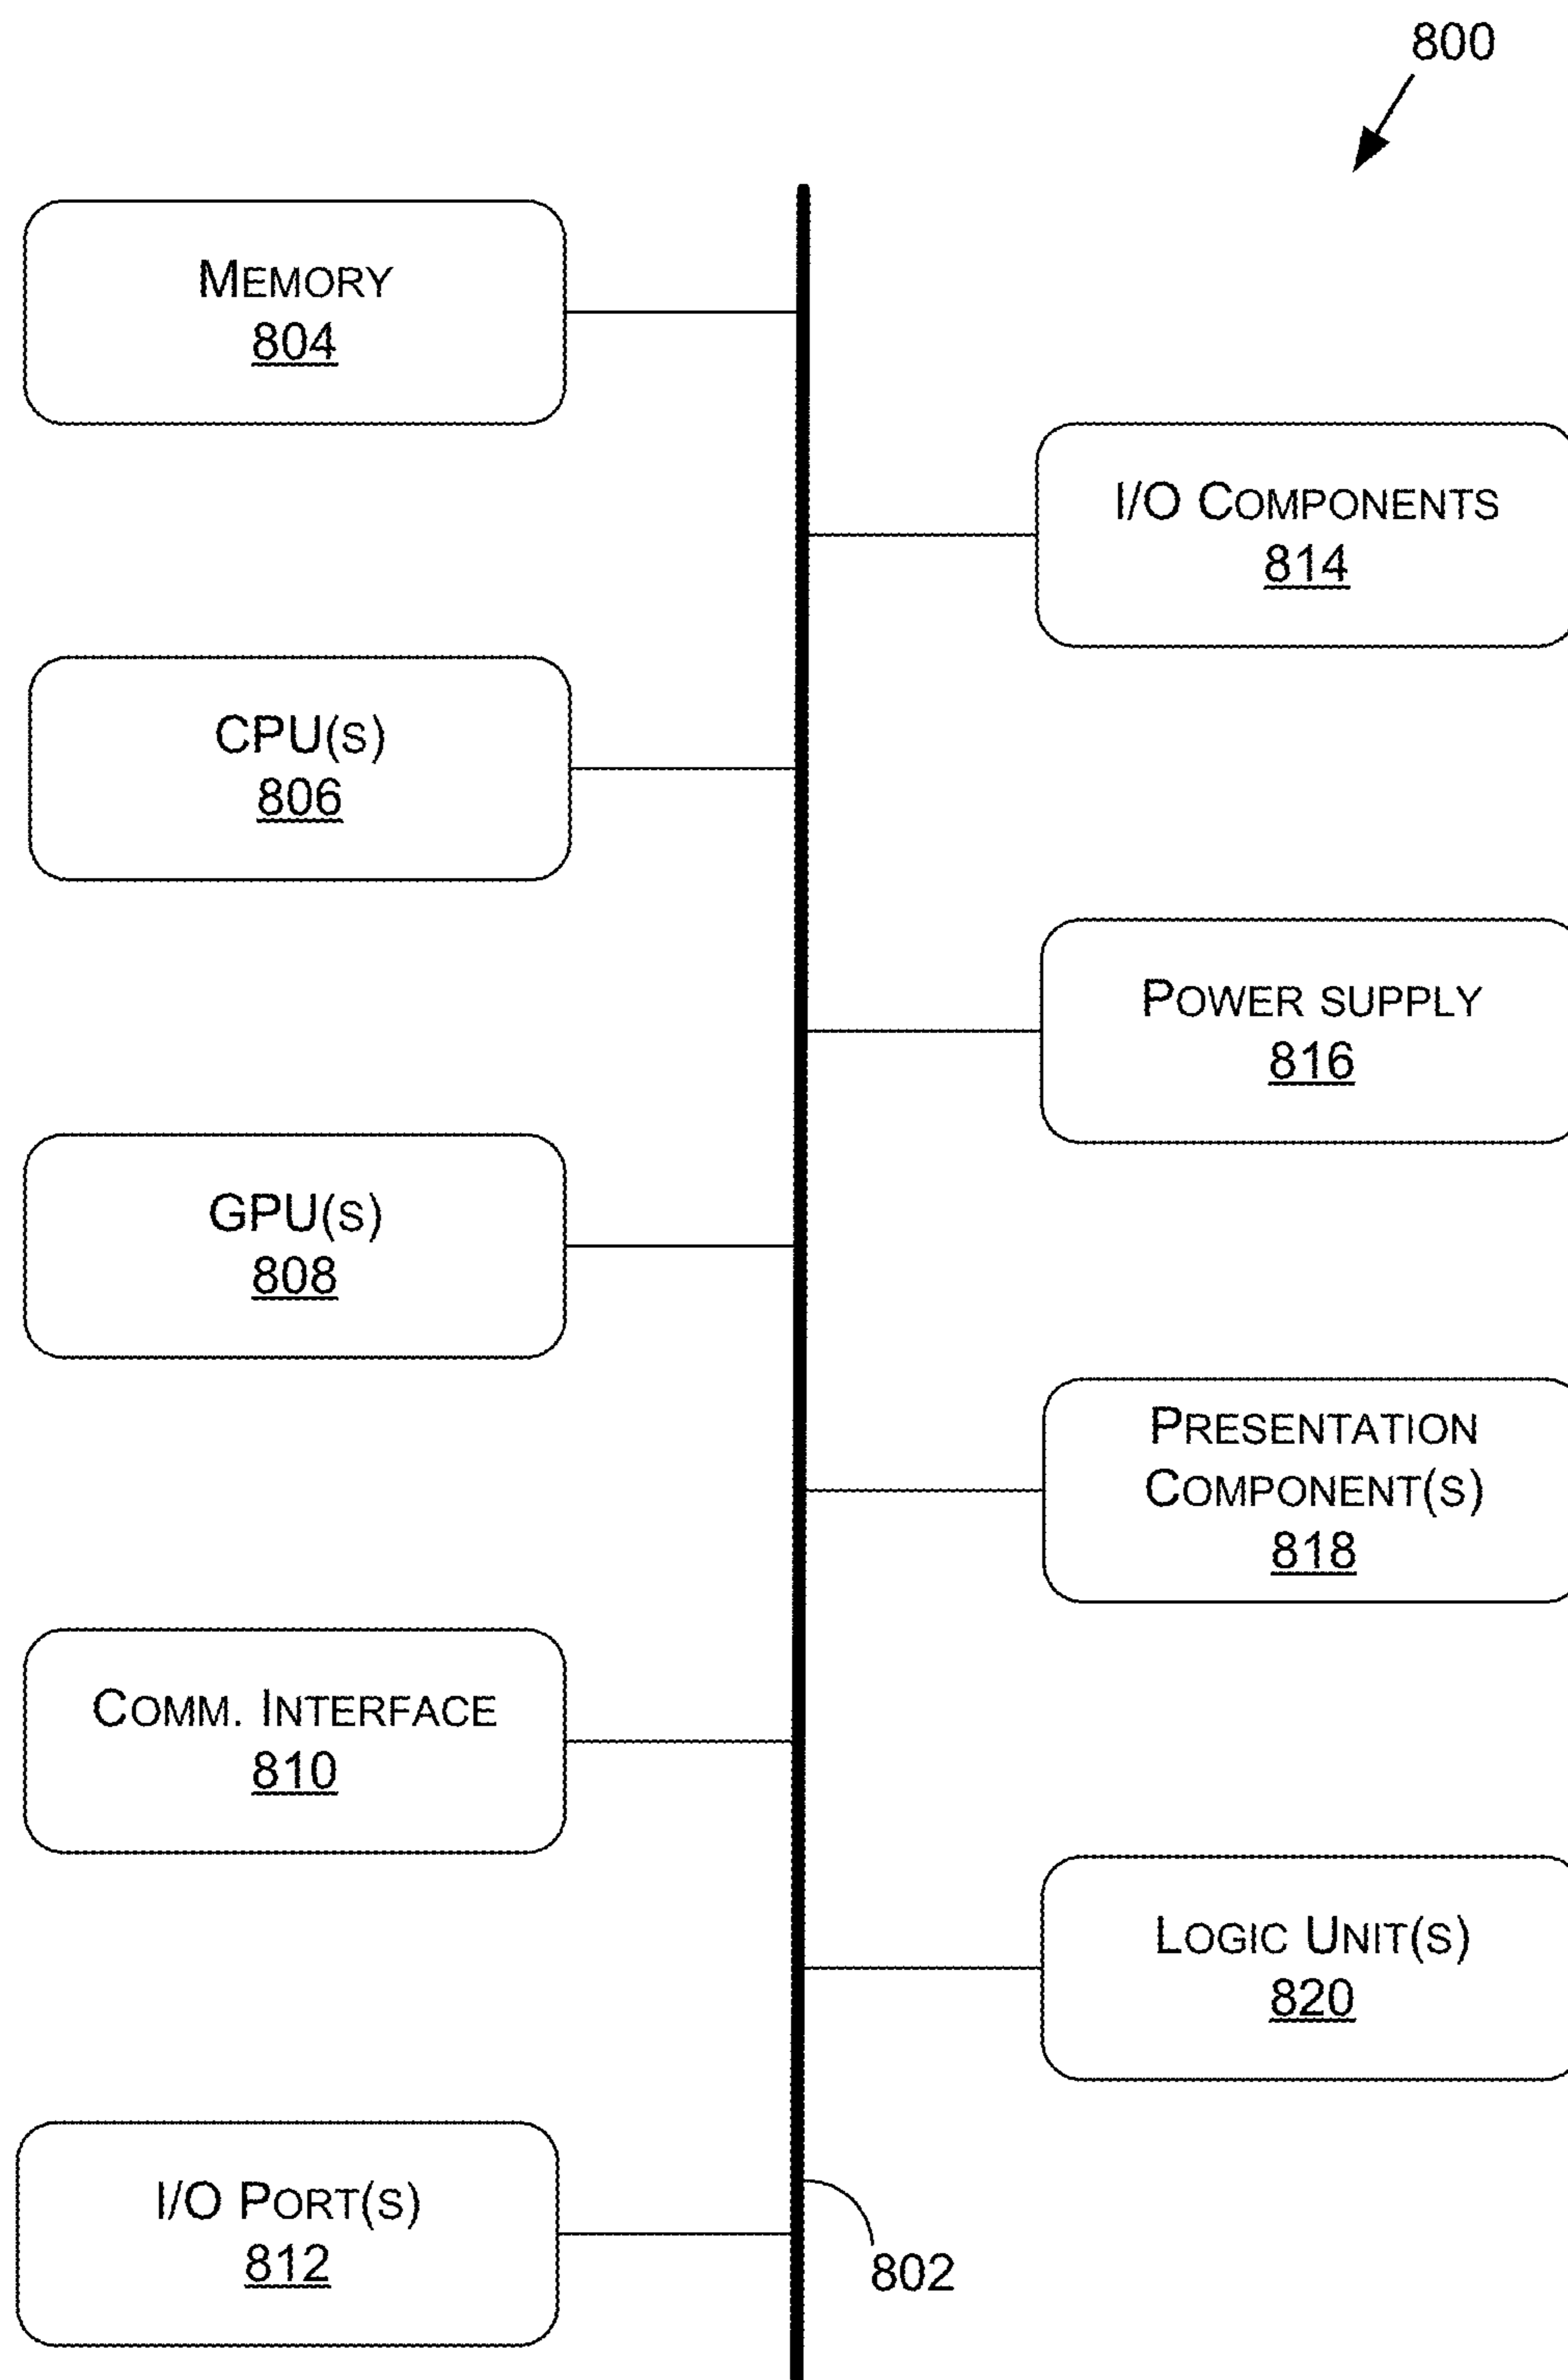 800
MEMORY
804
I/O COMPONENTS
814
CPU(S)
806
POWER SUPPLY
816
GPU(S)
808
PRESENTATION
COMPONENT(S)
818
COMM. INTERFACE
810
LOGIC UNIT(S)
820
I/O PORT(S)
812
802